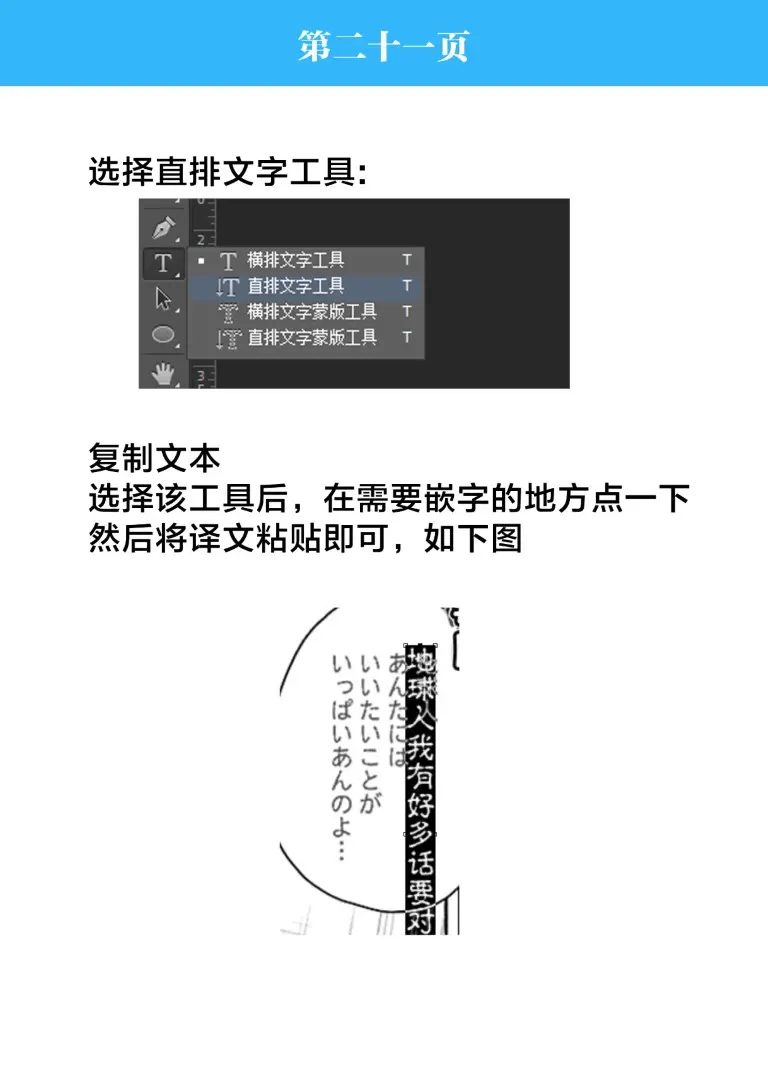 第二十一页
选择直排文字工具:
0
2
T
横排文字工具 T
T 直排文字工具 T
横排文字蒙版工具 T
直排文字蒙版工具 T
3
5
复制文本
选择该工具后，在需要嵌字的地方点一下
然后将译文粘贴即可，如下图
地球人我有好多话要对
あんたには
いいたいことが
いっぱいあんのよ…